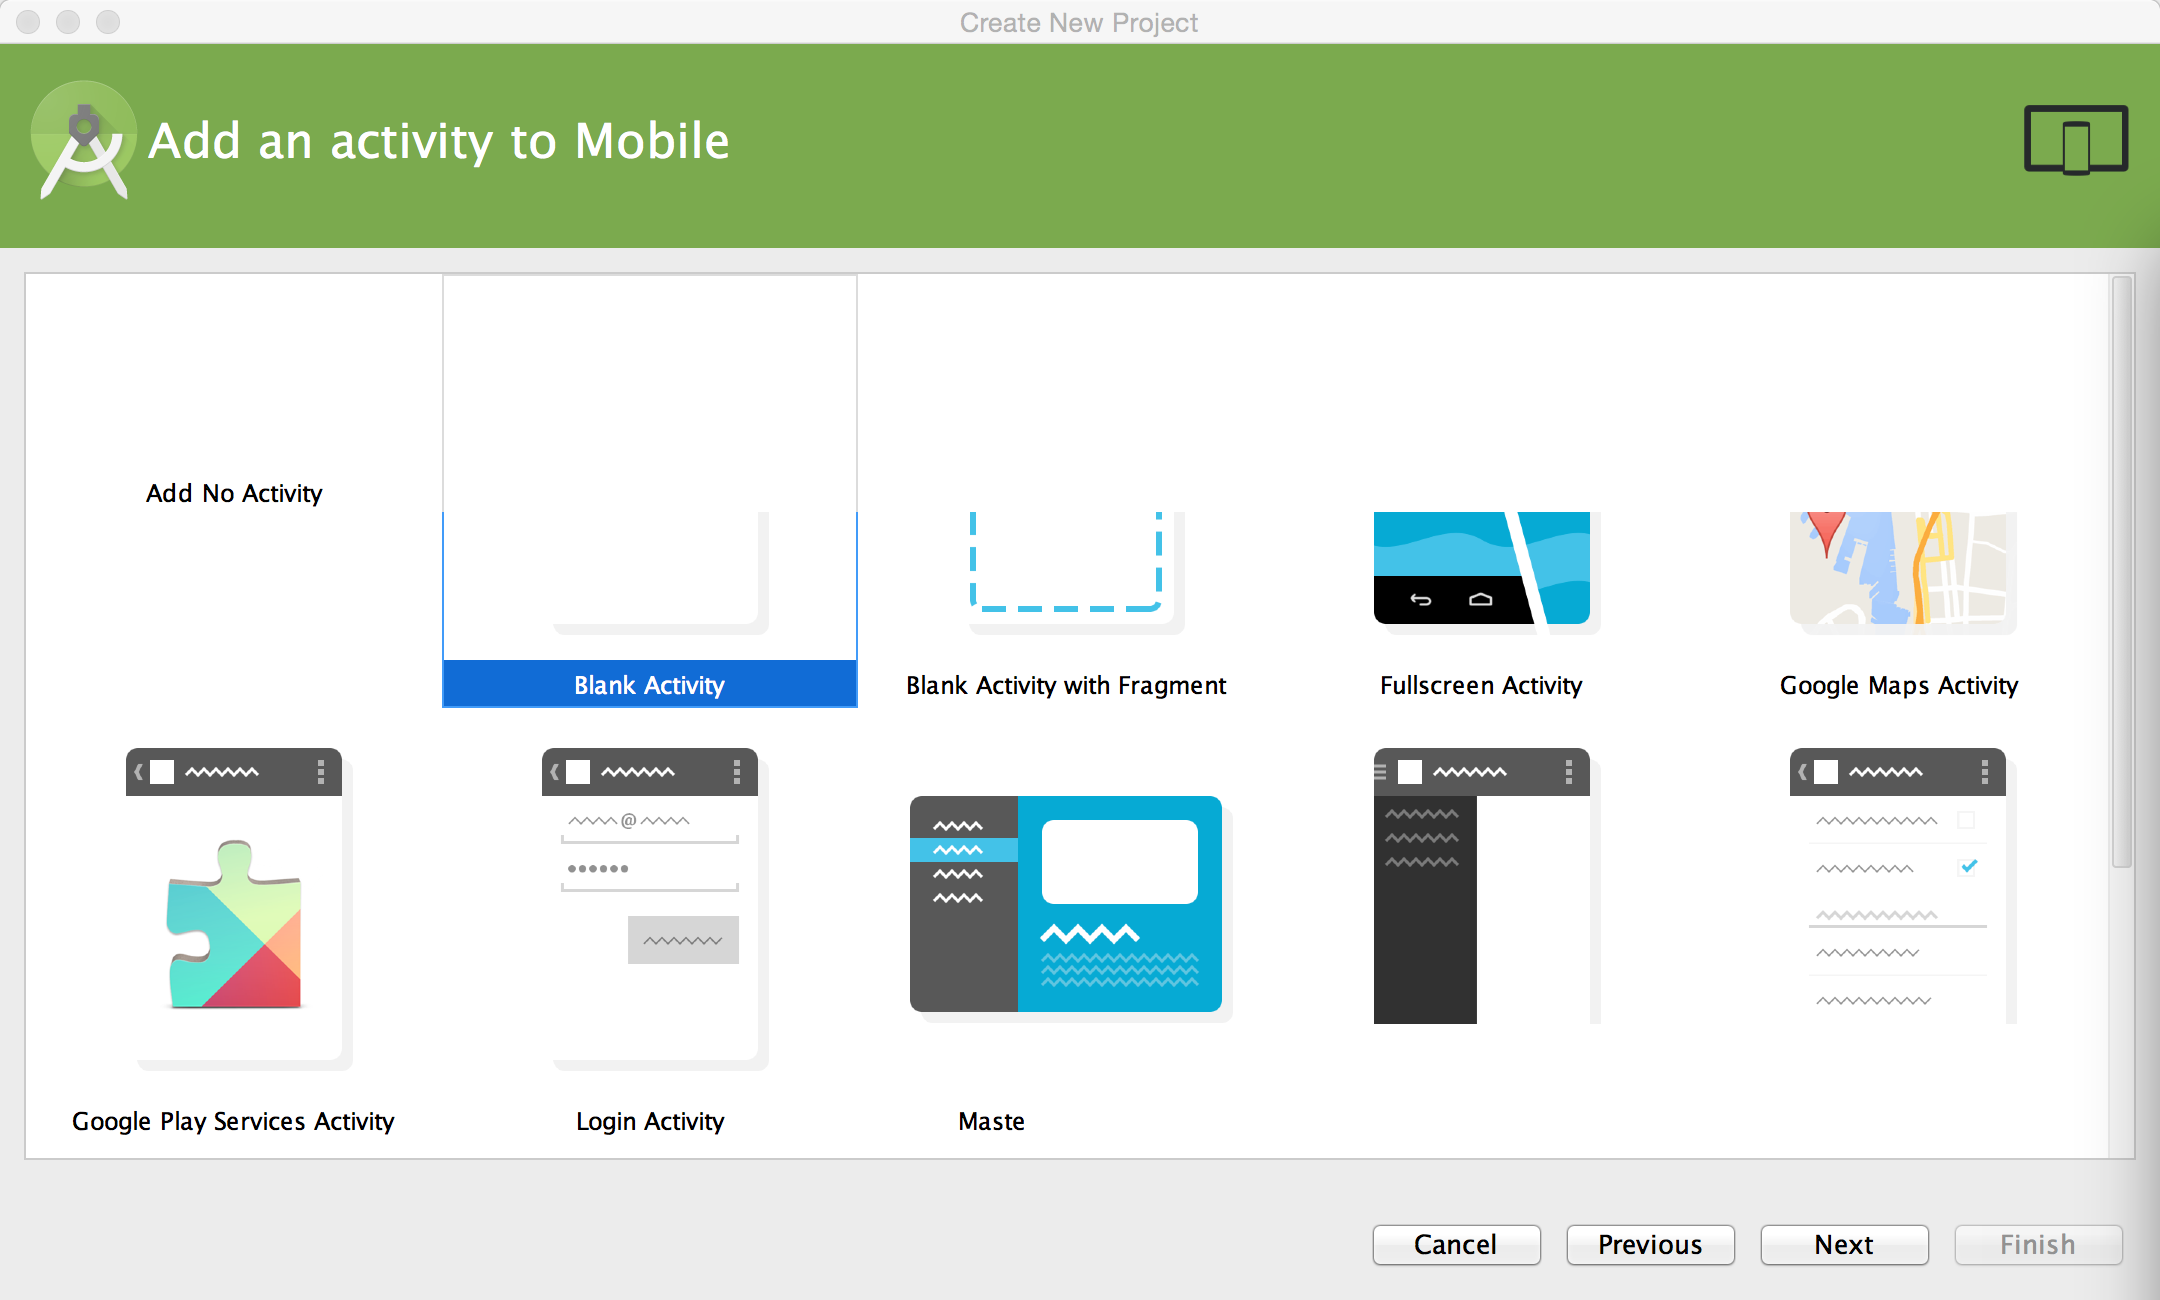 Create New Project
Add an activity to Mobile
Add No Activity
Blank Activity
Blank Activity with Fragment
Fullscreen Activity
Google Maps Activity
@
Google Play Services Activity
Login Activity
Maste
Cancel
Previous
Next
Finish